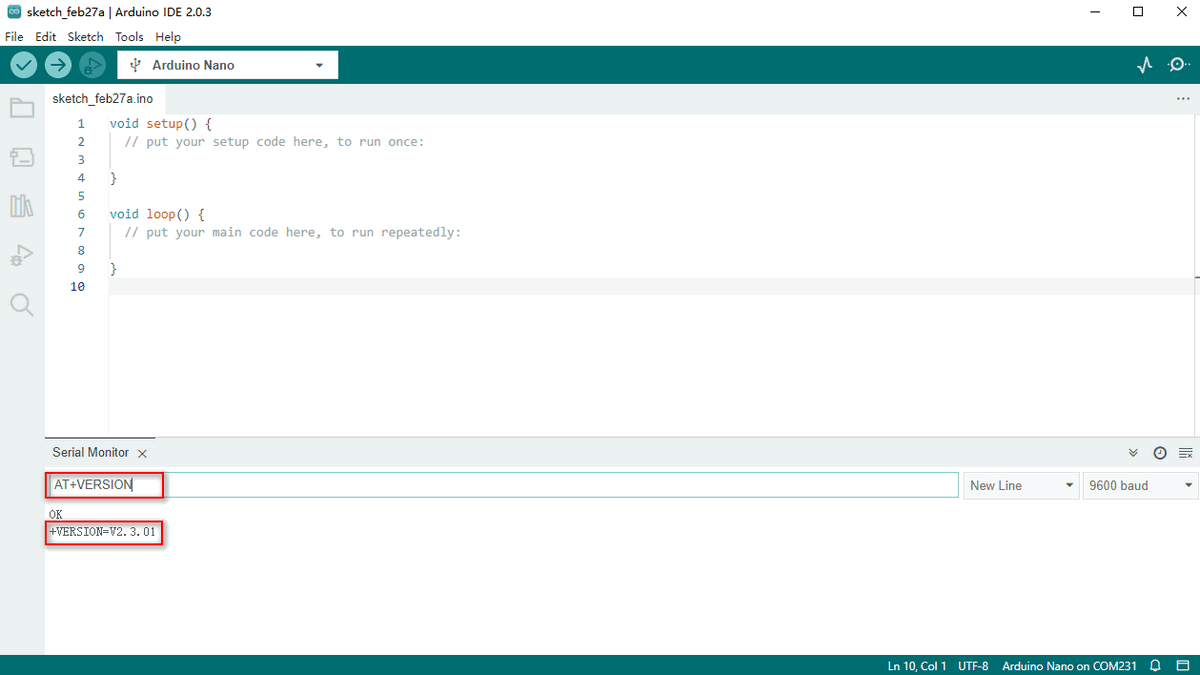 sketch_feb27a | Arduino IDE 2.0.3
File Edit Sketch Tools Help
Arduino Nano
sketch_feb27a.ino
1 void setup() {
2 // put your setup code here, to run once:
3
4 }
5
6 void loop() {
7 // put your main code here, to run repeatedly:
8
9 }
10
Serial Monitor
AT+VERSION
New Line
9600 baud
OK
+VERSION=V2.3.01
Ln 10, Col 1 UTF-8 Arduino Nano on COM231